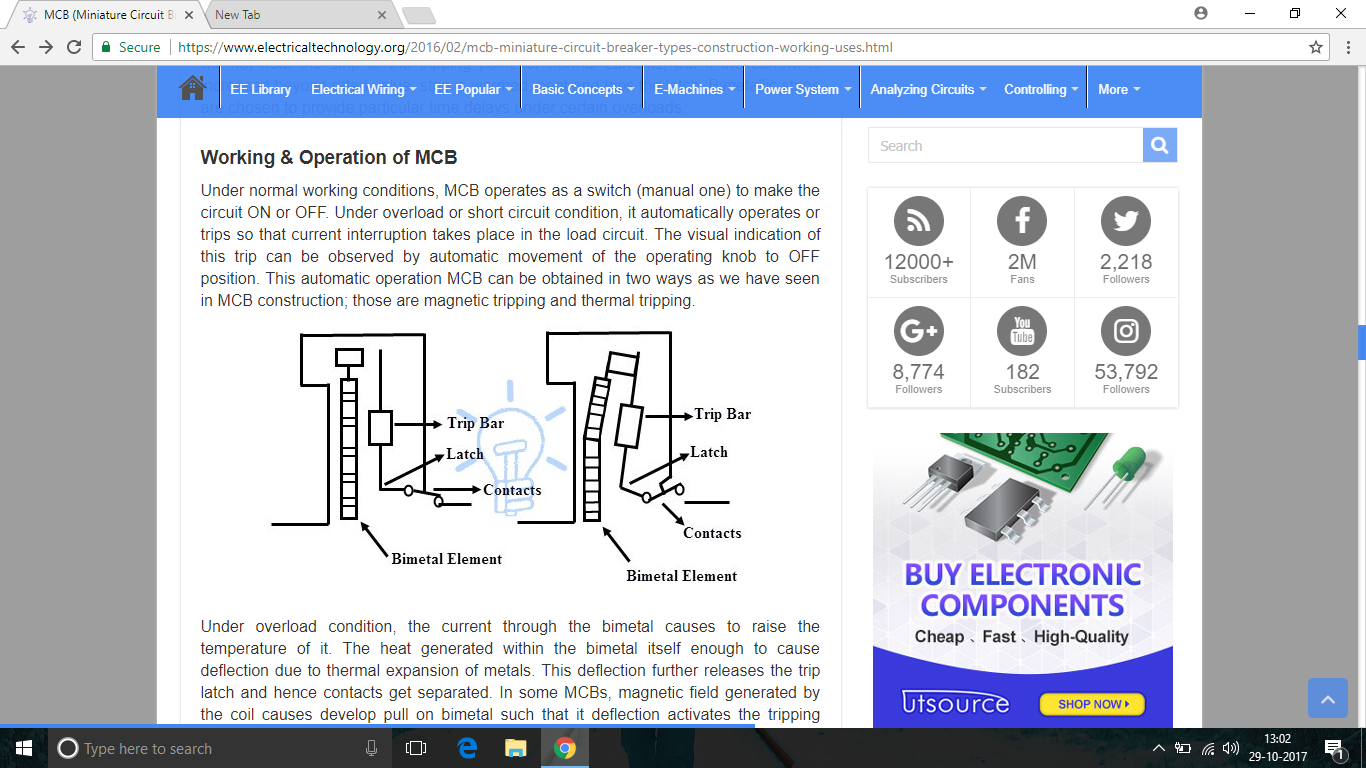 MCB (Miniature Circuit B
New Tab
Secure
https://www.electricaltechnology.org/2016/02/mcb-miniature-circuit-breaker-types-construction-working-uses.html
EE Library
Electrical Wiring
EE Popular
Basic Concepts
E-Machines
Power System
Analyzing Circuits
Controlling
More
are chosen to provide particular time delays under certain overloads
Working & Operation of MCB
Under normal working conditions, MCB operates as a switch (manual one) to make the
circuit ON or OFF. Under overload or short circuit condition, it automatically operates or
trips so that current interruption takes place in the load circuit. The visual indication of
this trip can be observed by automatic movement of the operating knob to OFF
position. This automatic operation MCB can be obtained in two ways as we have seen
in MCB construction; those are magnetic tripping and thermal tripping.
Trip Bar
Latch
Contacts
Bimetal Element
Trip Bar
Latch
Contacts
Bimetal Element
Under overload condition, the current through the bimetal causes to raise the
temperature of it. The heat generated within the bimetal itself enough to cause
deflection due to thermal expansion of metals. This deflection further releases the trip
latch and hence contacts get separated. In some MCBs, magnetic field generated by
the coil causes develop pull on bimetal such that it deflection activates the tripping
Search
12000+
Subscribers
2M
Fans
2,218
Followers
G+
8,774
Followers
You
Tube
182
Subscribers
53,792
Followers
BUY ELECTRONIC
COMPONENTS
Cheap 、Fast 、High-Quality
utsource
SHOP NOW
Type here to search
13:02
29-10-2017
1